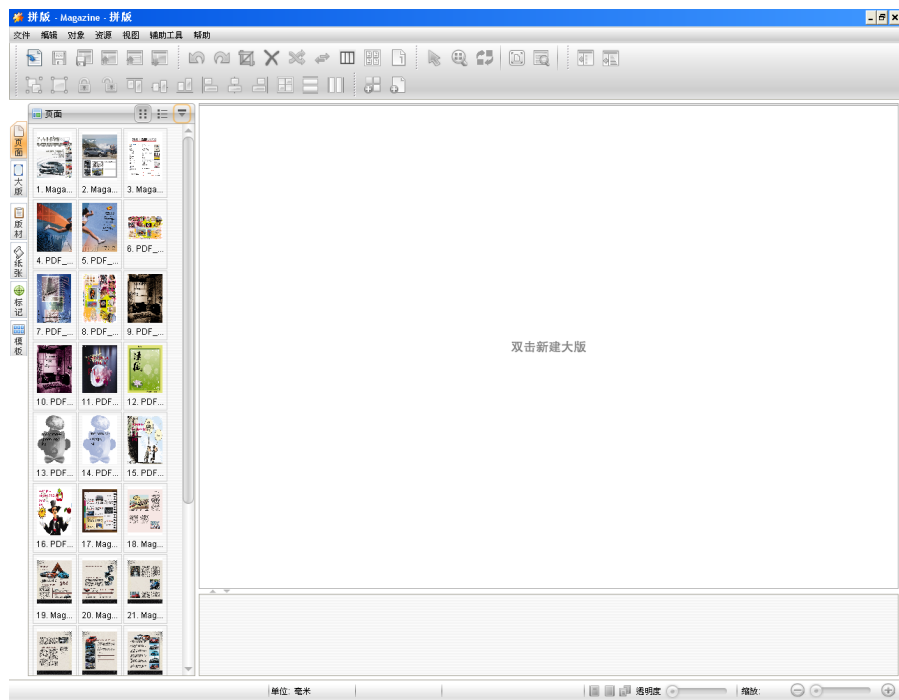 拼版 - Magazine - 拼版
文件 编辑 对象 资源 视图 辅助工具 帮助
页面
页面
大版
版材
纸张
标记
模板
1. Maga... 2. Maga... 3. Maga...
4. PDF_... 5. PDF_... 6. PDF_...
7. PDF_... 8. PDF_... 9. PDF_...
10. PDF... 11. PDF... 12. PDF...
13. PDF... 14. PDF... 15. PDF...
16. PDF... 17. Mag... 18. Mag...
19. Mag... 20. Mag... 21. Mag...
双击新建大版
单位: 毫米 透明度 缩放: